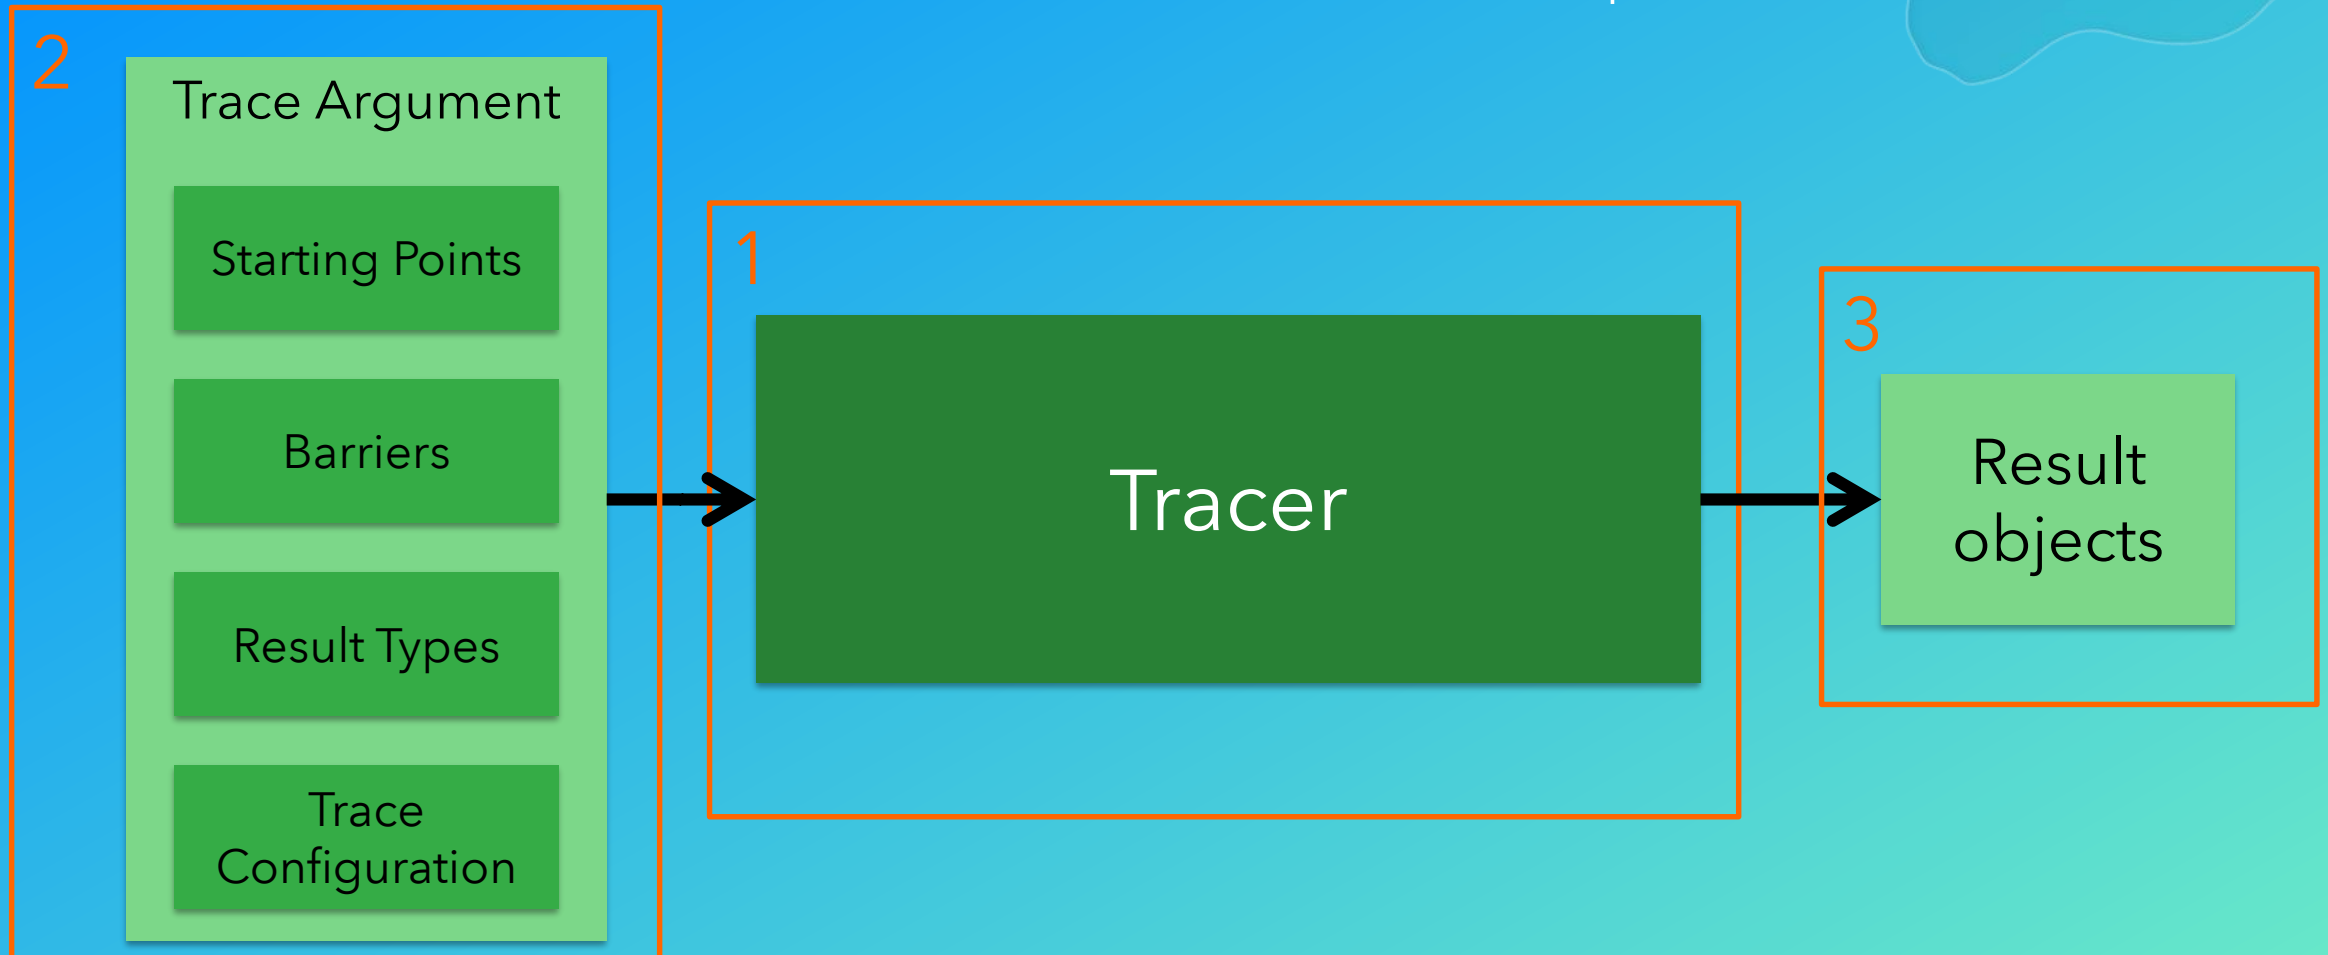 2
Trace Argument
Starting Points
Barriers
Result Types
Trace
Configuration
1
Tracer
3
Result
objects